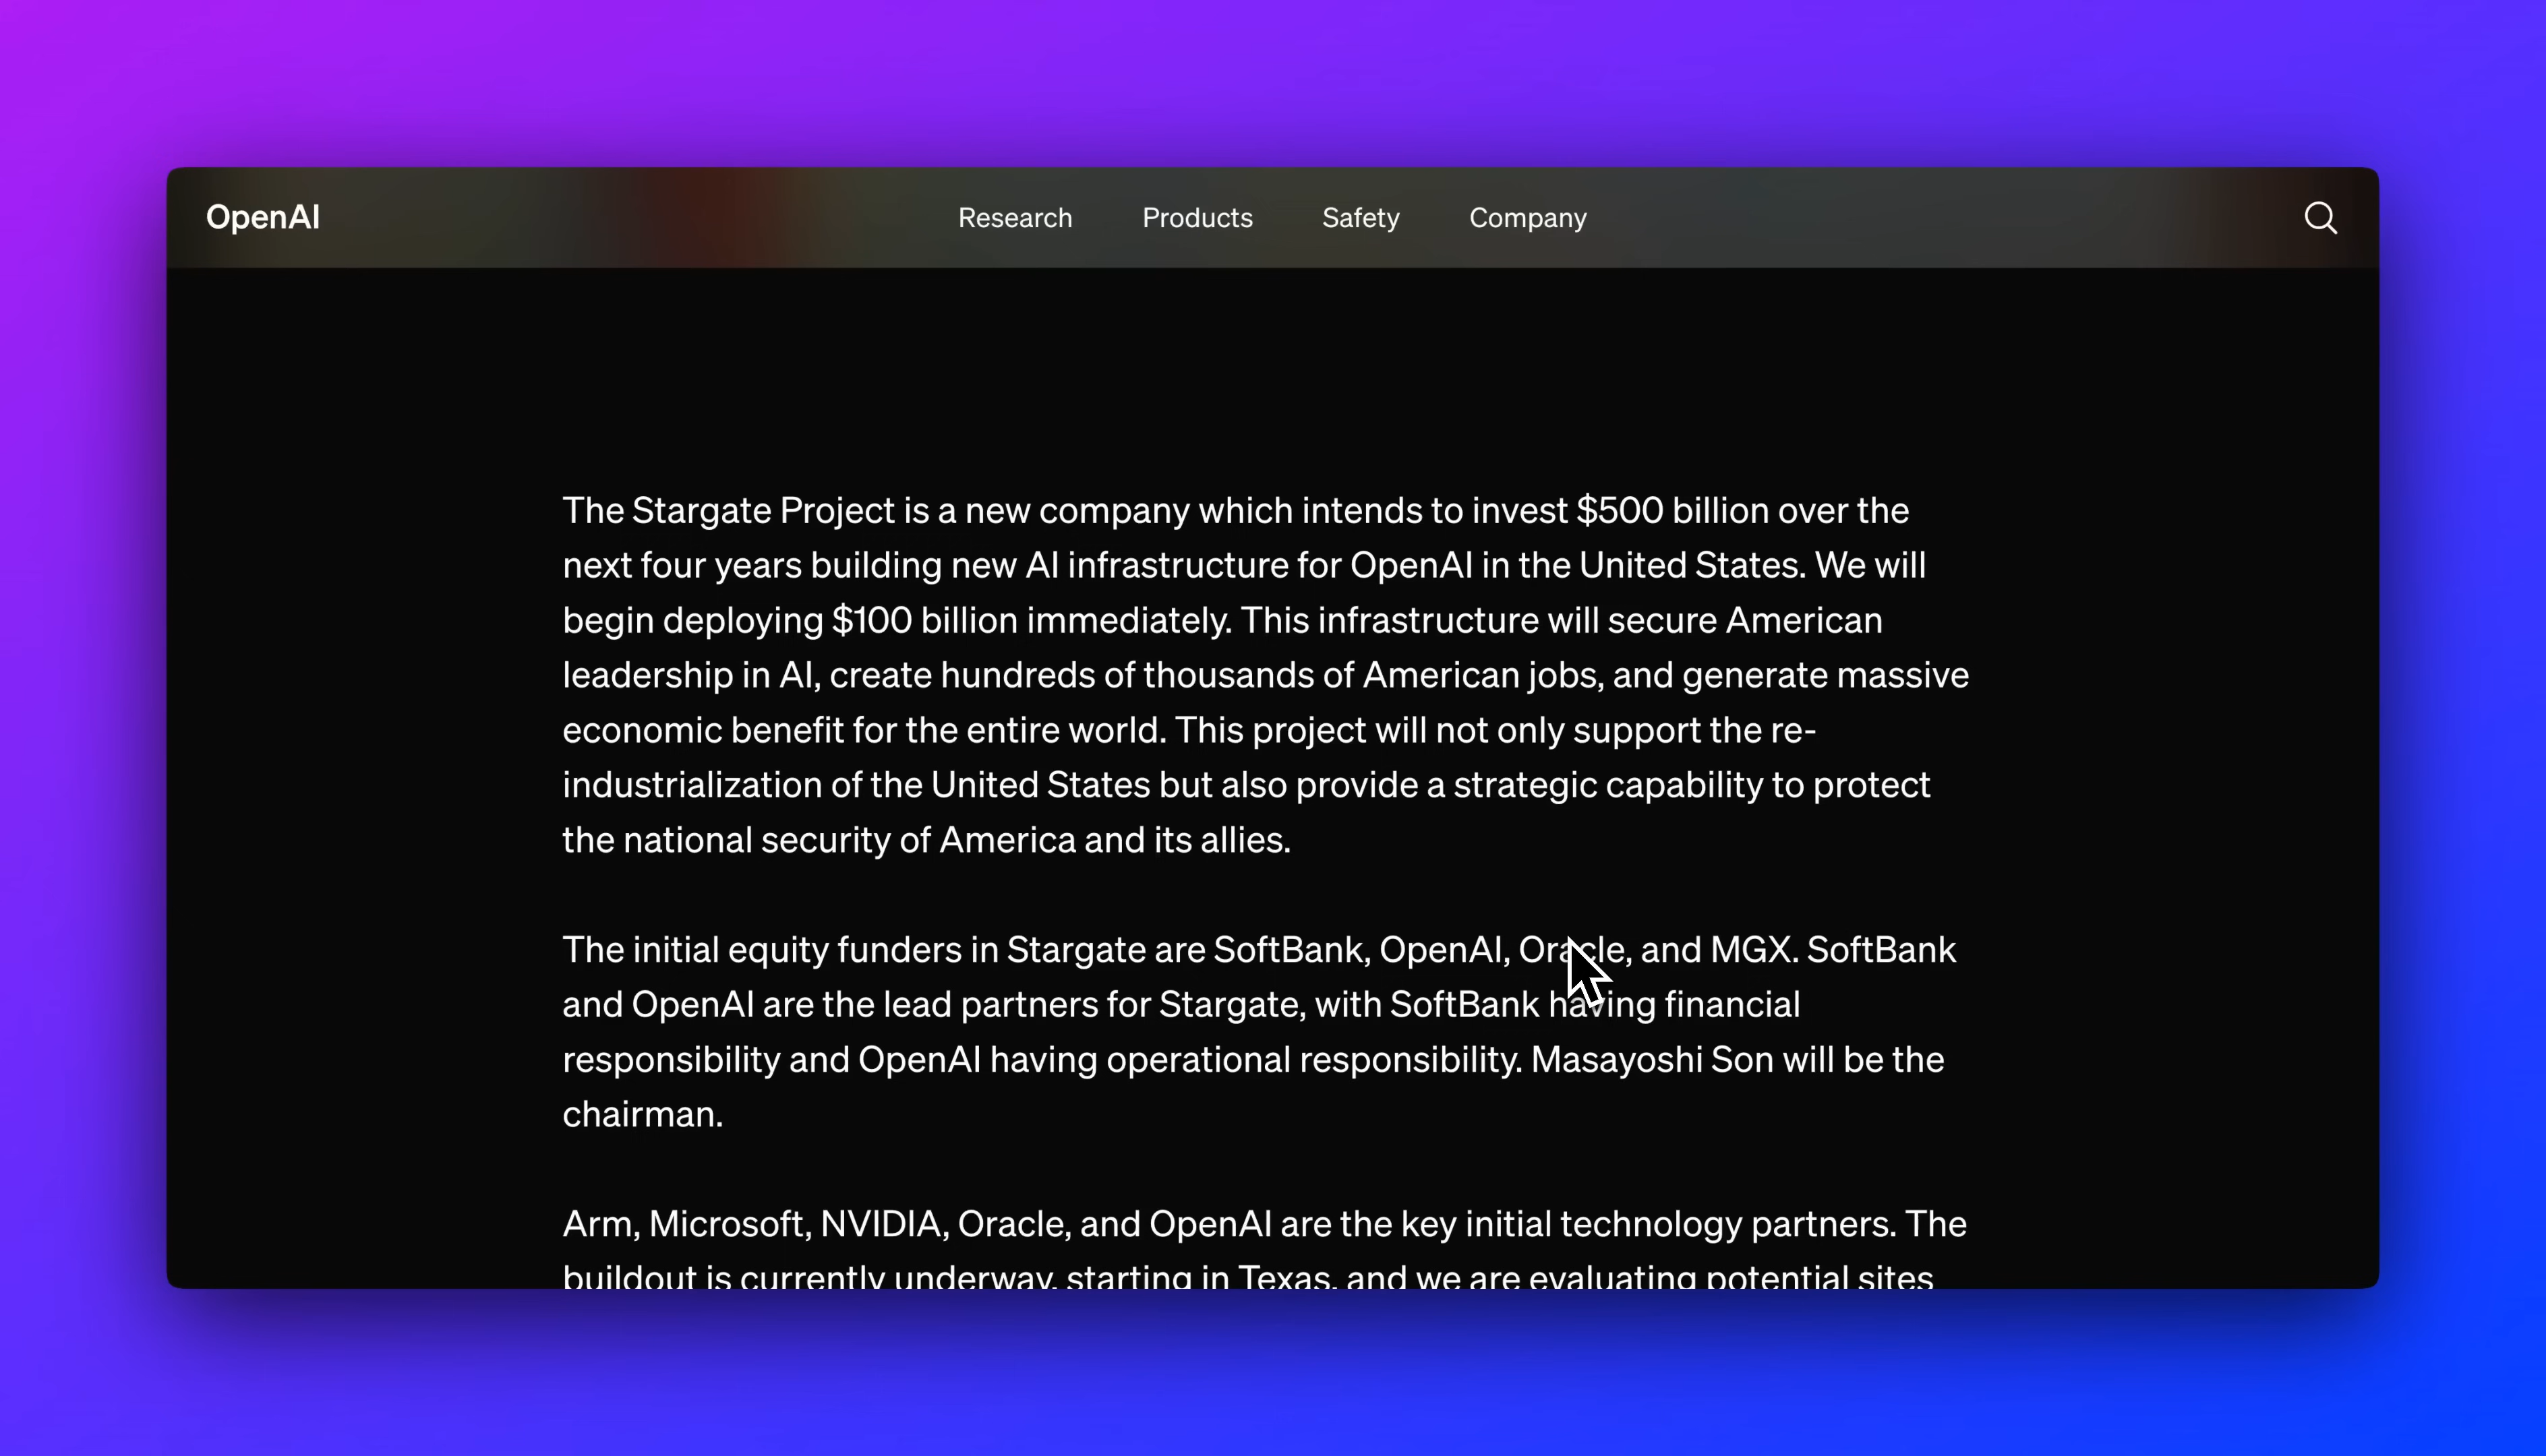 OpenAI
Research
Products
Safety
Company
The Stargate Project is a new company which intends to invest $500 billion over the
next four years building new AI infrastructure for OpenAI in the United States. We will
begin deploying $100 billion immediately. This infrastructure will secure American
leadership in AI, create hundreds of thousands of American jobs, and generate massive
economic benefit for the entire world. This project will not only support the re-
industrialization of the United States but also provide a strategic capability to protect
the national security of America and its allies.
The initial equity funders in Stargate are SoftBank, OpenAI, Oracle, and MGX. SoftBank
and OpenAI are the lead partners for Stargate, with SoftBank having financial
responsibility and OpenAI having operational responsibility. Masayoshi Son will be the
chairman.
Arm, Microsoft, NVIDIA, Oracle, and OpenAI are the key initial technology partners. The
buildout is currently underway, starting in Texas, and we are evaluating potential sites